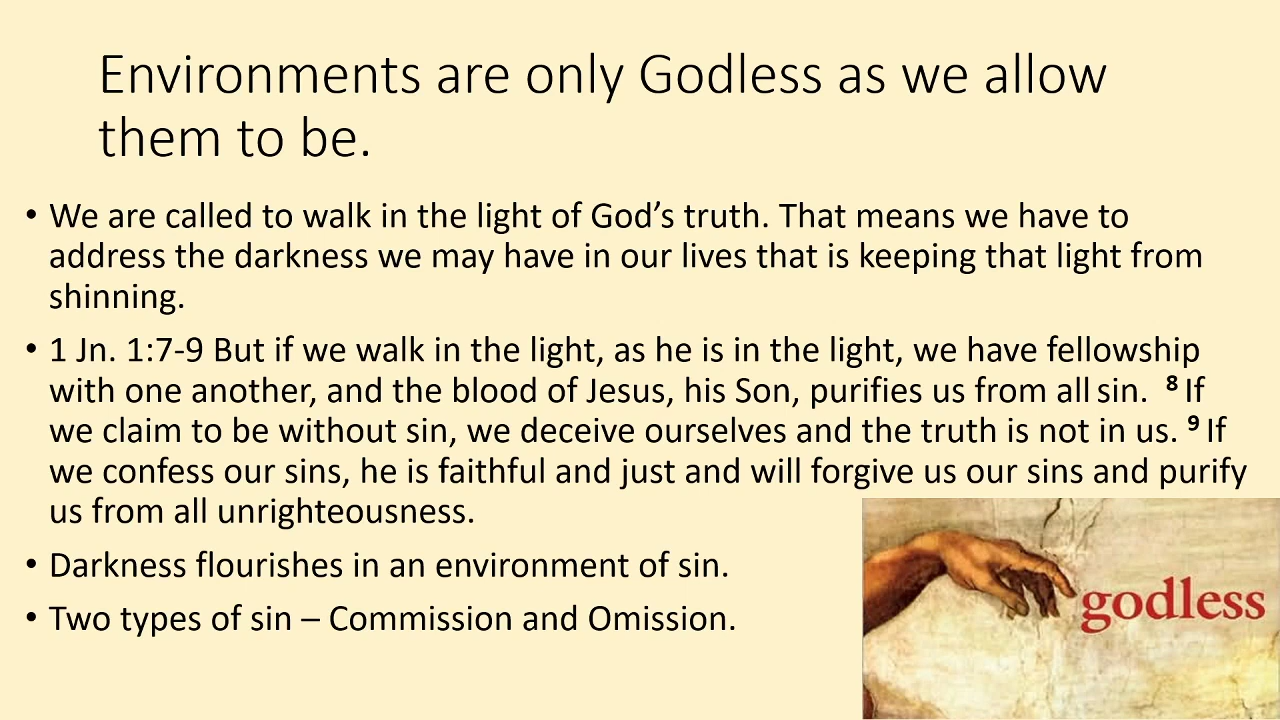 Environments are only Godless as we allow
them to be.
• We are called to walk in the light of God’s truth. That means we have to
address the darkness we may have in our lives that is keeping that light from
shinning.
• 1 Jn. 1:7-9 But if we walk in the light, as he is in the light, we have fellowship
with one another, and the blood of Jesus, his Son, purifies us from all sin. ⁸ If
we claim to be without sin, we deceive ourselves and the truth is not in us. ⁹ If
we confess our sins, he is faithful and just and will forgive us our sins and purify
us from all unrighteousness.
• Darkness flourishes in an environment of sin.
• Two types of sin – Commission and Omission.
godless